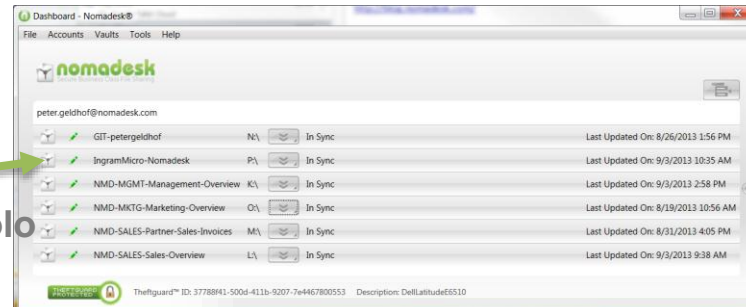 Dashboard - Nomadesk®
File Accounts Vaults Tools Help
nomadesk
peter.geldhof@nomadesk.com
GIT-petergeldhof N:\ In Sync Last Updated On: 8/26/2013 1:56 PM
IngramMicro-Nomadesk P:\ In Sync Last Updated On: 9/3/2013 10:35 AM
NMD-MGMT-Management-Overview K:\ In Sync Last Updated On: 9/3/2013 2:58 PM
NMD-MKTG-Marketing-Overview O:\ In Sync Last Updated On: 8/19/2013 10:56 AM
plo
NMD-SALES-Partner-Sales-Invoices M:\ In Sync Last Updated On: 8/31/2013 4:05 PM
NMD-SALES-Sales-Overview L:\ In Sync Last Updated On: 9/3/2013 9:38 AM
THEFTGUARD PROTECTED Theftguard™ ID: 37788f41-500d-411b-9207-7e4467800553 Description: DellLatitudeE6510